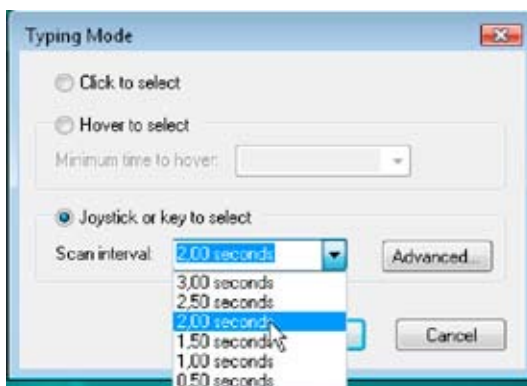 Typing Mode
Click to select
Hover to select
Minimum time to hover:
Joystick or key to select
Scan interval: 2,00 seconds Advanced...
3,00 seconds
2,50 seconds
2,00 seconds
1,50 seconds
1,00 seconds Cancel
0,50 seconds